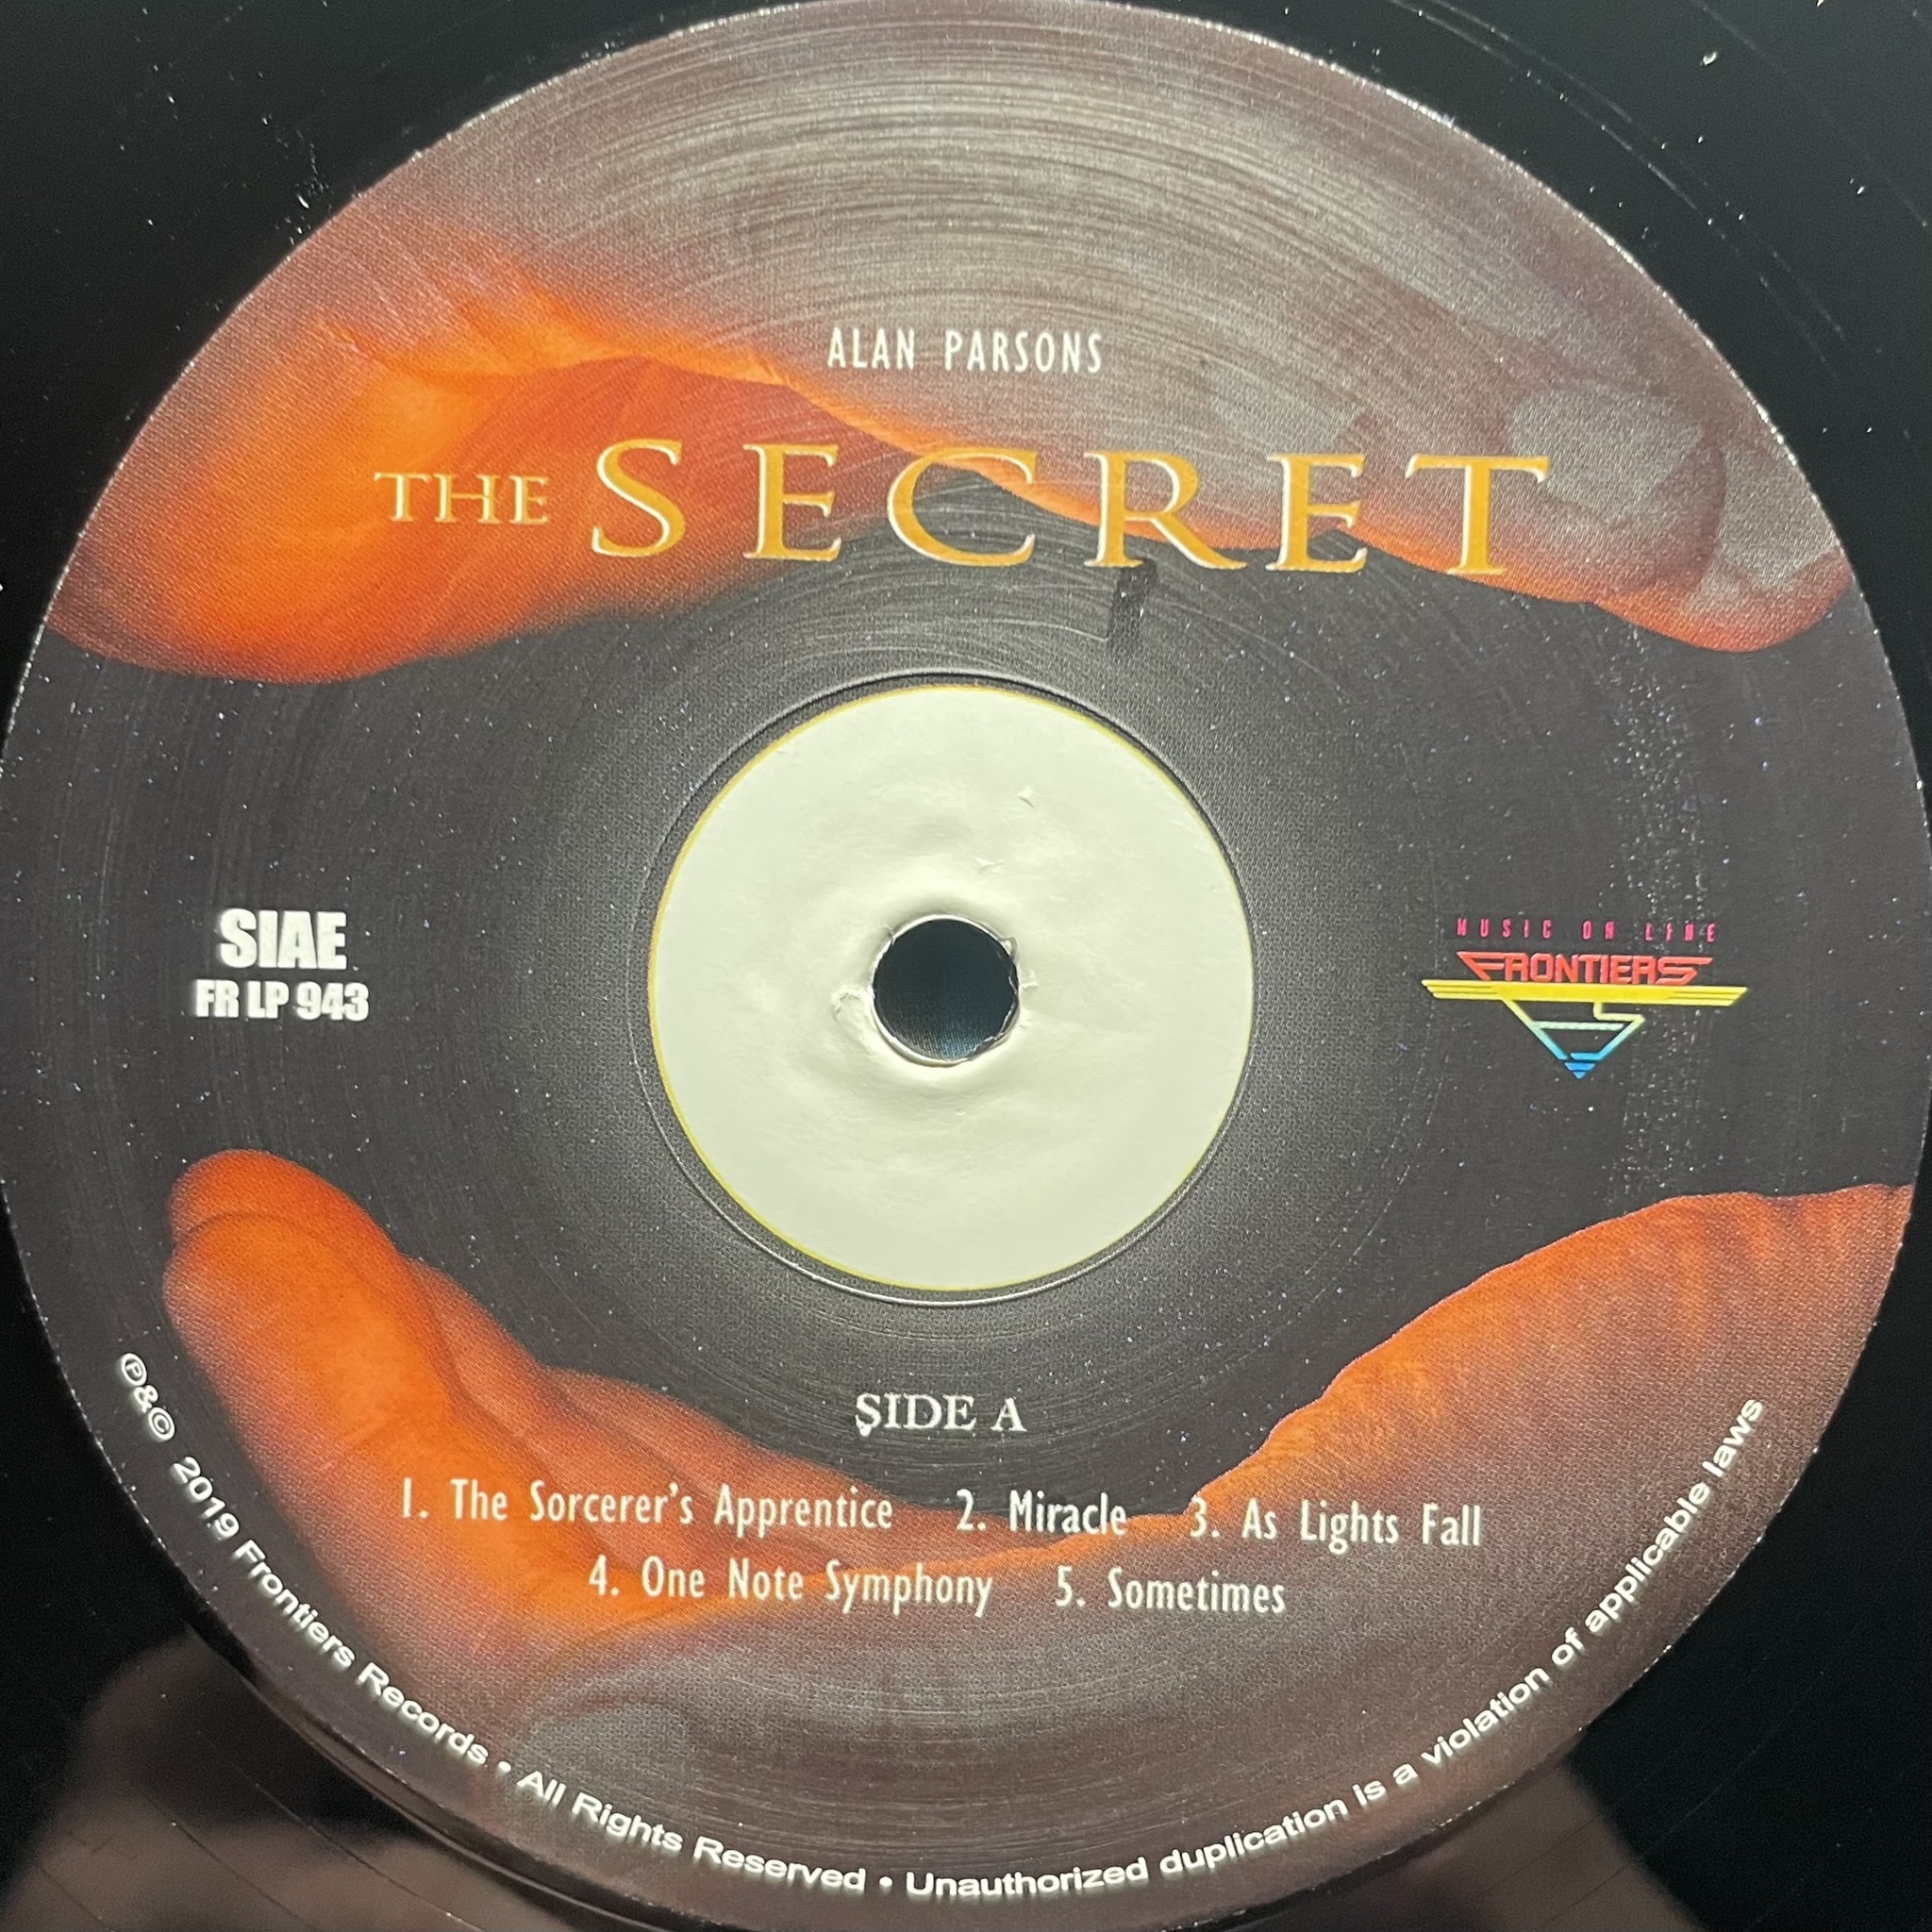 ALAN PARSONS
THE SECRET
SIAE
FR LP 943
MUSIC ON LINE
FRONTIERS
SIDE A
1. The Sorcerer's Apprentice 2. Miracle 3. As Lights Fall
4. One Note Symphony 5. Sometimes
℗&© 2019 Frontiers Records • All Rights Reserved • Unauthorized duplication is a violation of applicable laws